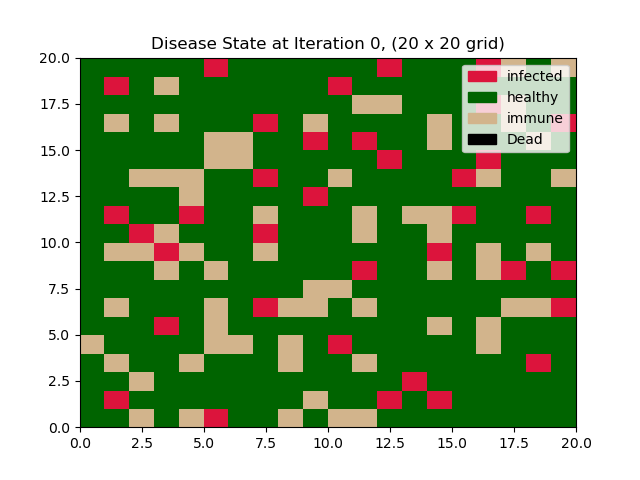 Disease State at Iteration 0, (20 x 20 grid)
20.0
17.5
15.0
12.5
10.0
7.5
5.0
2.5
0.0
infected
healthy
immune
Dead
0.0 2.5 5.0 7.5 10.0 12.5 15.0 17.5 20.0